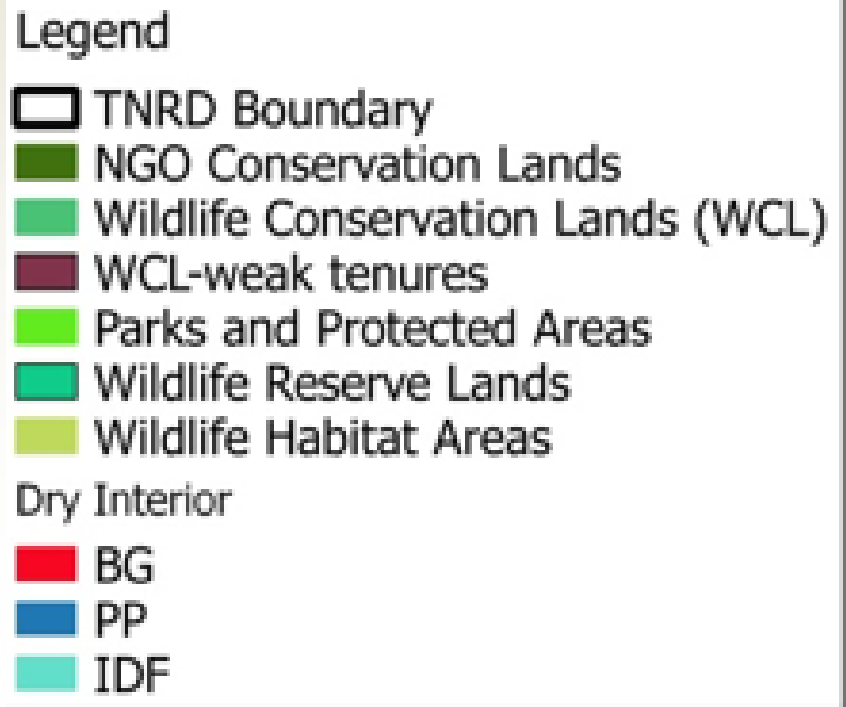 Legend
TNRD Boundary
NGO Conservation Lands
Wildlife Conservation Lands (WCL)
WCL-weak tenures
Parks and Protected Areas
Wildlife Reserve Lands
Wildlife Habitat Areas
Dry Interior
BG
PP
IDF